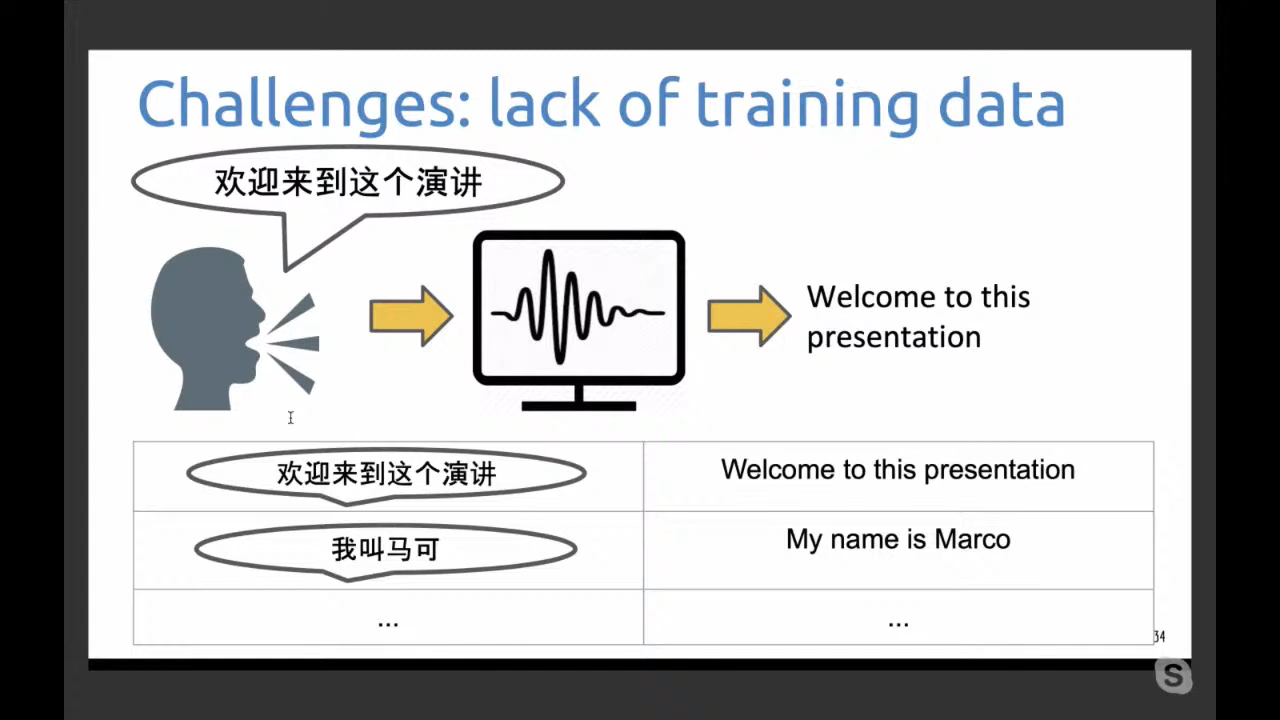 Challenges: lack of training data
欢迎来到这个演讲
Welcome to this
presentation
欢迎来到这个演讲
Welcome to this presentation
我叫马可
My name is Marco
...
...
34
S